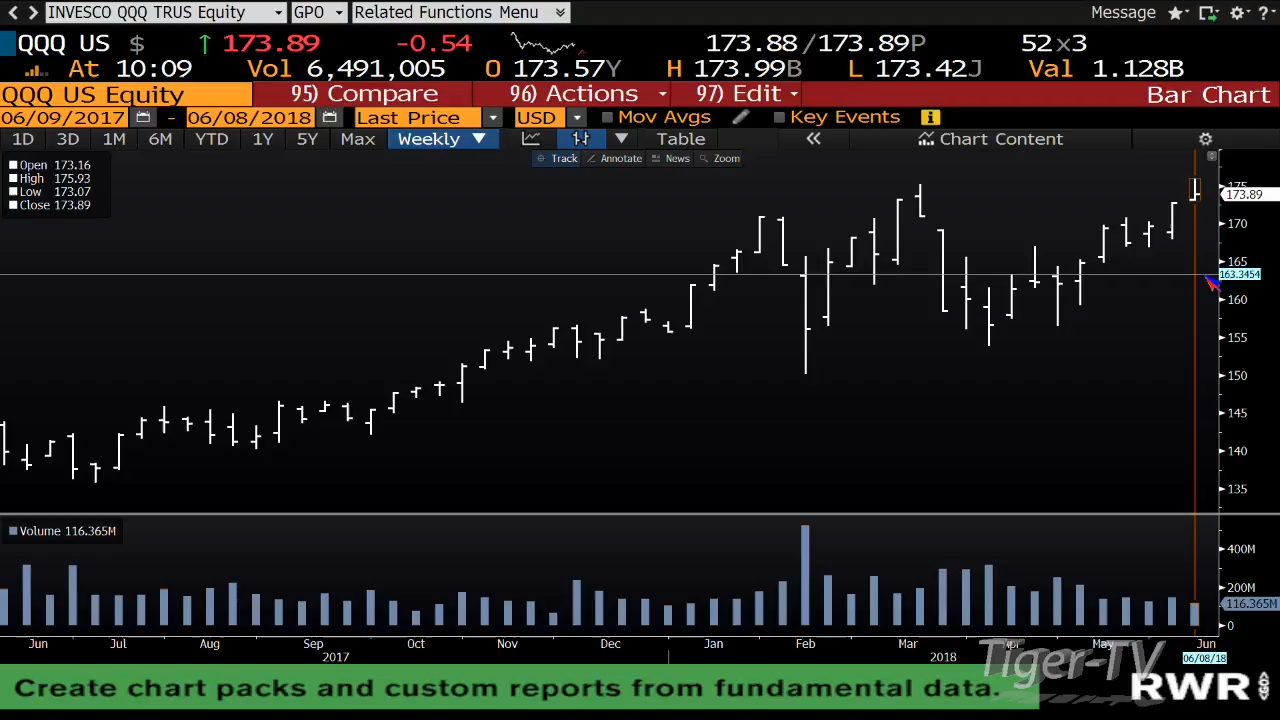 INVESCO QQQ TRUS Equity GPO Related Functions Menu Message ?
QQQ US $ 173.89 -0.54 173.88/173.89P 52x3
At 10:09 Vol 6,491,005 O 173.57Y H 173.99B L 173.42J Val 1.128B
QQQ US Equity 95) Compare 96) Actions 97) Edit Bar Chart
06/09/2017 - 06/08/2018 Last Price USD Mov Avgs Key Events
1D 3D 1M 6M YTD 1Y 5Y Max Weekly Table Chart Content
Track Annotate News Zoom
Open 173.16
High 175.93
Low 173.07
Close 173.89
175
173.89
170
165
163.3454
160
155
150
145
140
135
Volume 116.365M
400M
200M
116.365M
0
Jun Jul Aug Sep Oct Nov Dec Jan Feb Mar Apr May Jun
2017 2018 06/08/18
Tiger-TV
Create chart packs and custom reports from fundamental data.
RWR